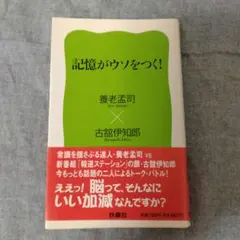 記憶がウソをつく!
養老孟司
×
古舘伊知郎
常識を揺さぶる達人・養老孟司 vs
新番組「報道ステーション」の顔・古舘伊知郎
今もっとも話題の二人によるトーク・バトル!
ええっ!脳って、そんなに
いい加減なんですか?
扶桑社